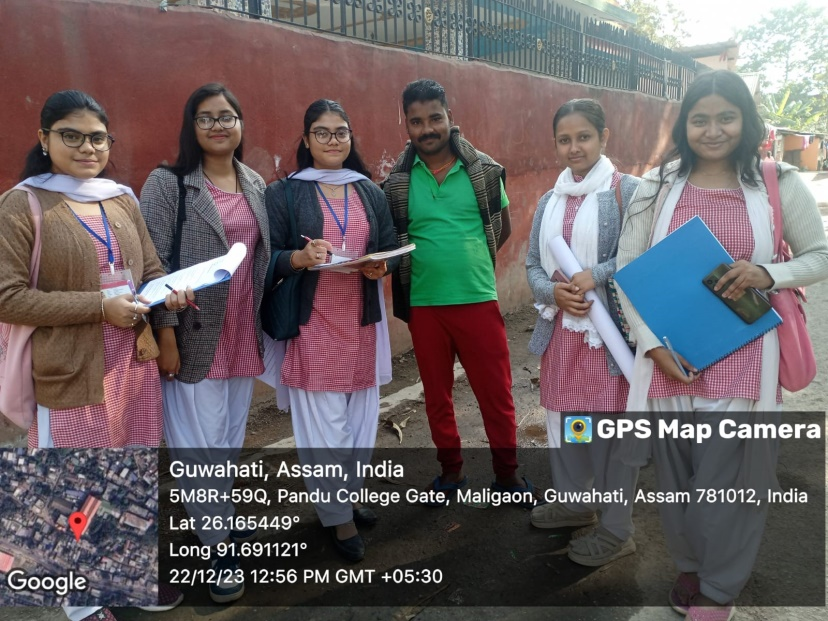 GPS Map Camera
Guwahati, Assam, India
5M8R+59Q, Pandu College Gate, Maligaon, Guwahati, Assam 781012, India
Lat 26.165449°
Long 91.691121°
22/12/23 12:56 PM GMT +05:30
Google